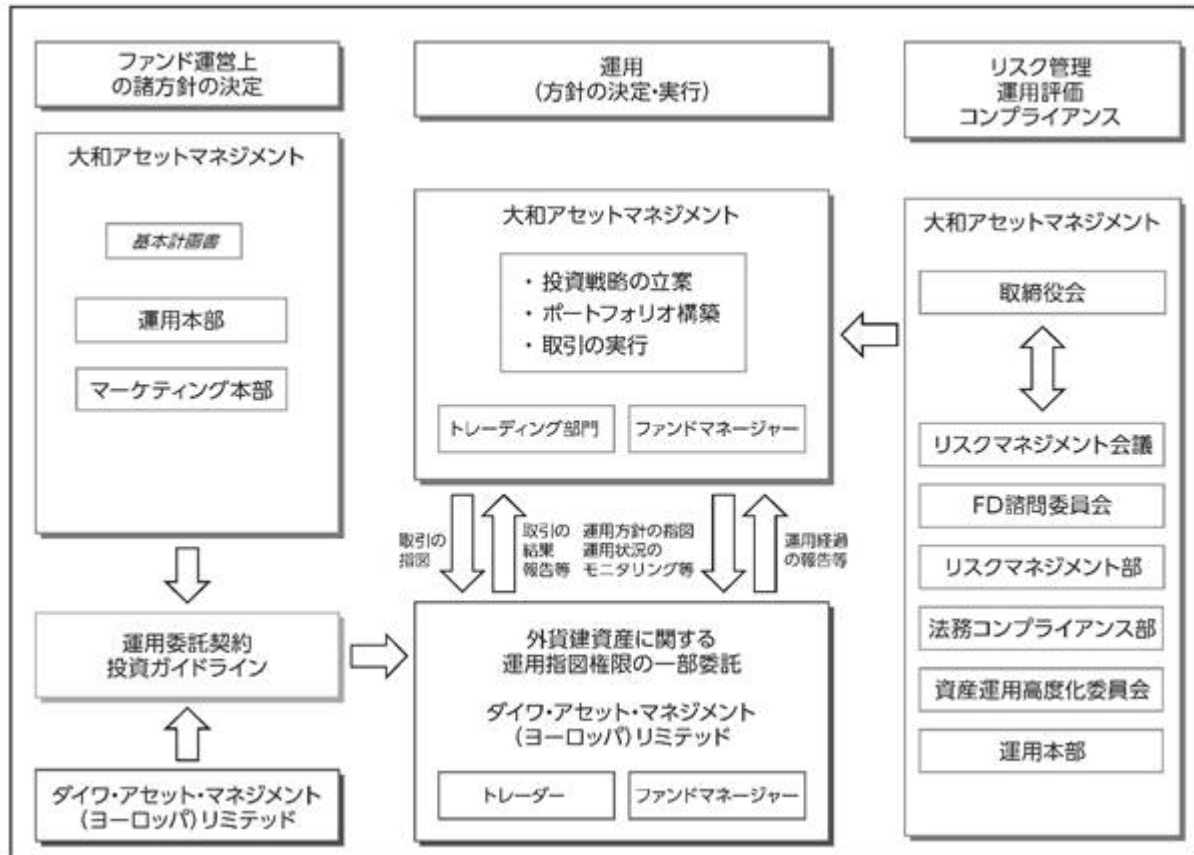 ファンド運営上
の諸方針の決定
大和アセットマネジメント
基本計画書
運用本部
マーケティング本部
運用委託契約
投資ガイドライン
ダイワ・アセット・マネジメント
(ヨーロッパ)リミテッド
運用
(方針の決定・実行)
大和アセットマネジメント
・ 投資戦略の立案
・ ポートフォリオ構築
・ 取引の実行
トレーディング部門
ファンドマネージャー
取引の
指図
取引の
結果
報告等
運用方針の指図
運用状況の
モニタリング等
運用経過
の報告等
外貨建資産に関する
運用指図権限の一部委託
ダイワ・アセット・マネジメント
(ヨーロッパ)リミテッド
トレーダー
ファンドマネージャー
リスク管理
運用評価
コンプライアンス
大和アセットマネジメント
取締役会
リスクマネジメント会議
FD諮問委員会
リスクマネジメント部
法務コンプライアンス部
資産運用高度化委員会
運用本部